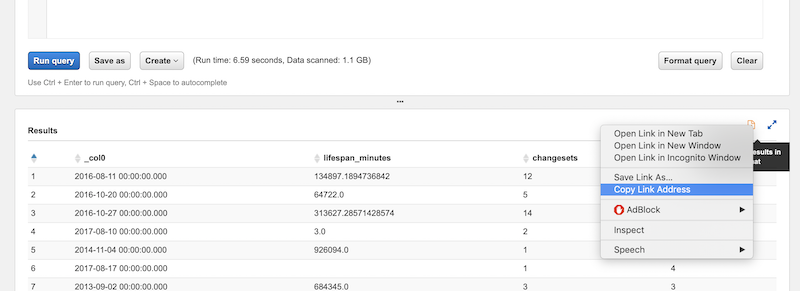 Run query Save as Create (Run time: 6.59 seconds, Data scanned: 1.1 GB) Format query Clear
Use Ctrl + Enter to run query, Ctrl + Space to autocomplete
Results
_col0 lifespan_minutes changesets
1 2016-08-11 00:00:00.000 134897.1894736842 12
2 2016-10-20 00:00:00.000 64722.0 5
3 2016-10-27 00:00:00.000 313627.28571428574 14
4 2017-08-10 00:00:00.000 3.0 2
5 2014-11-04 00:00:00.000 926094.0 1
6 2017-08-17 00:00:00.000 1 4
7 2013-09-02 00:00:00.000 684345.0 3 3
Open Link in New Tab
Open Link in New Window
Open Link in Incognito Window
Save Link As...
Copy Link Address
AdBlock
Inspect
Speech
results in